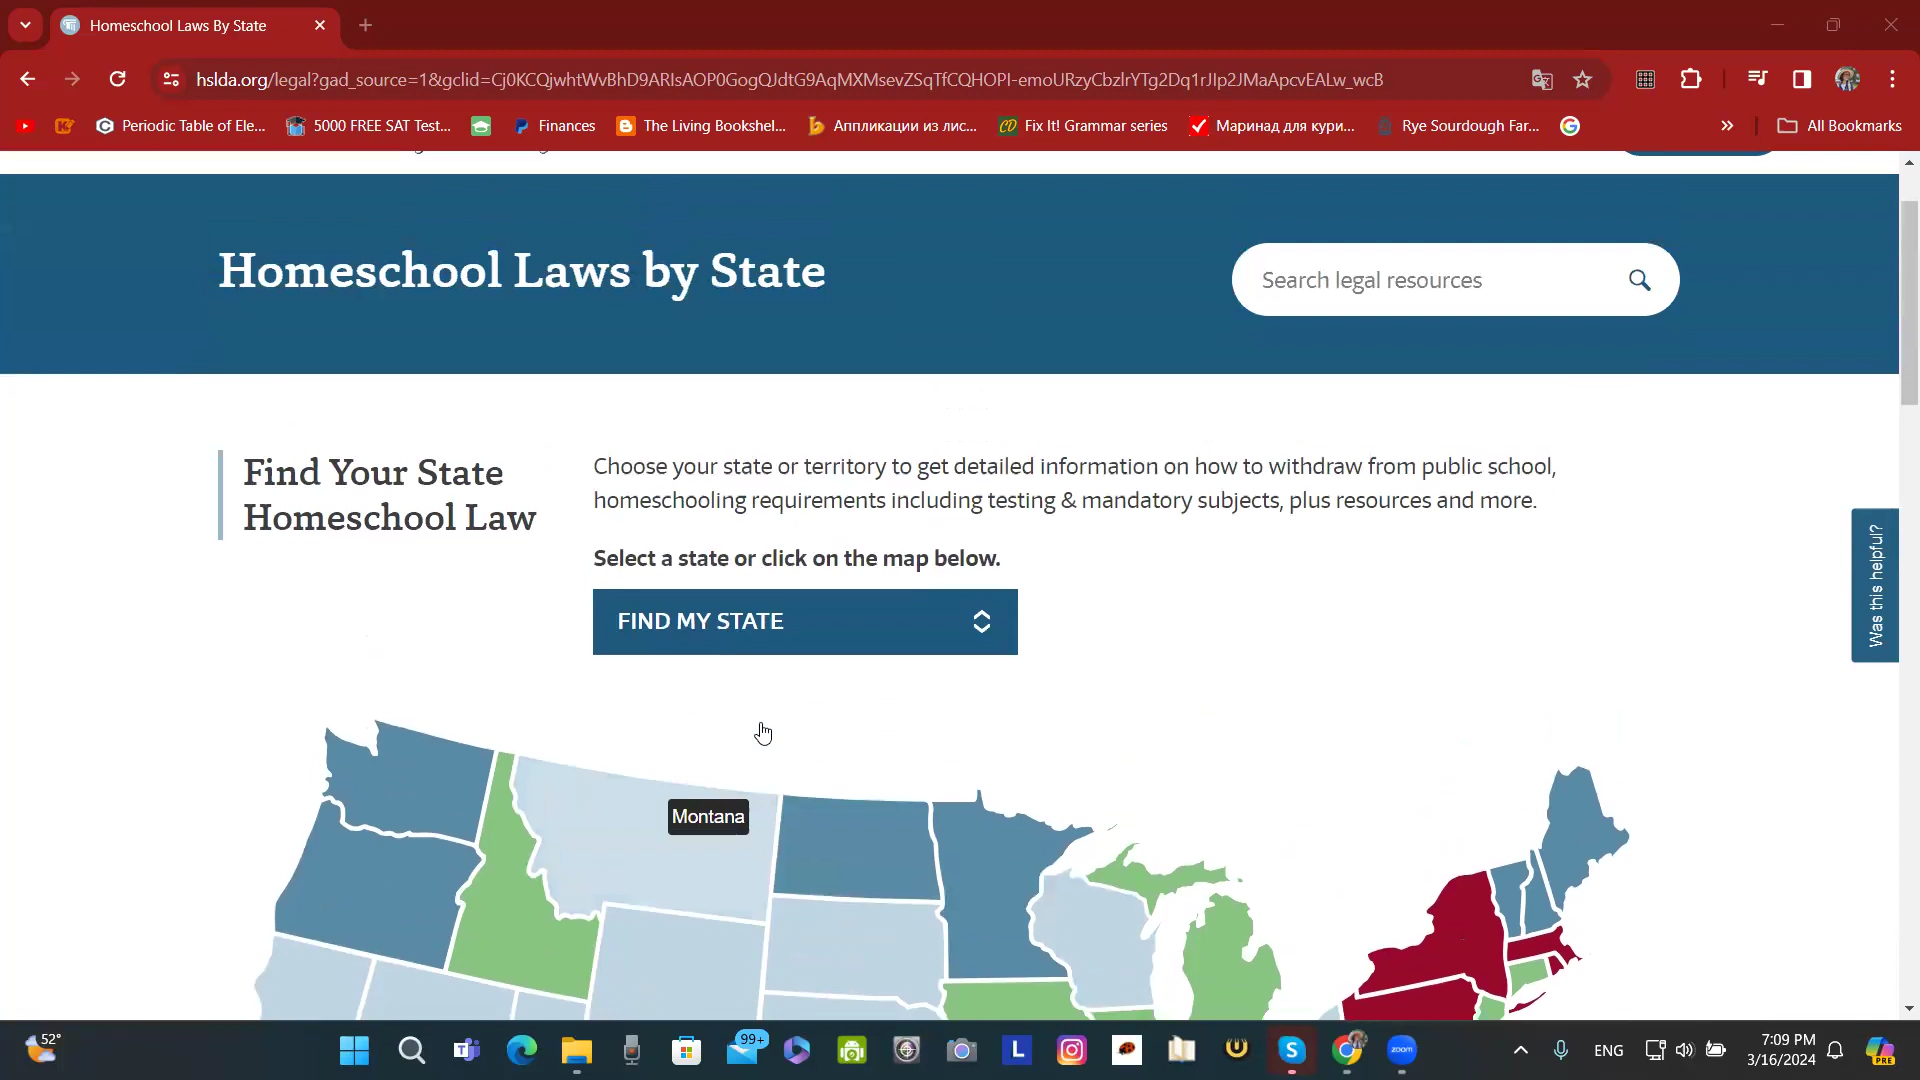 Homeschool Laws By State
hslda.org/legal?gad_source=1&gclid=Cj0KCQjwhtWvBhD9ARIsAOP0GogQJdtG9AqMXMsevZSqTfCQHOPI-emoURzyCbzlrYTg2Dq1rJIp2JMaApcvEALw_wcB
Periodic Table of Ele...
5000 FREE SAT Test...
Finances
The Living Bookshel...
Аппликации из лис...
Fix It! Grammar series
Маринад для кури...
Rye Sourdough Far...
All Bookmarks
Homeschool Laws by State
Search legal resources
Find Your State
Homeschool Law
Choose your state or territory to get detailed information on how to withdraw from public school,
homeschooling requirements including testing & mandatory subjects, plus resources and more.
Select a state or click on the map below.
FIND MY STATE
Was this helpful?
Montana
52°
99+
L
zoom
ENG
7:09 PM
3/16/2024
PRE